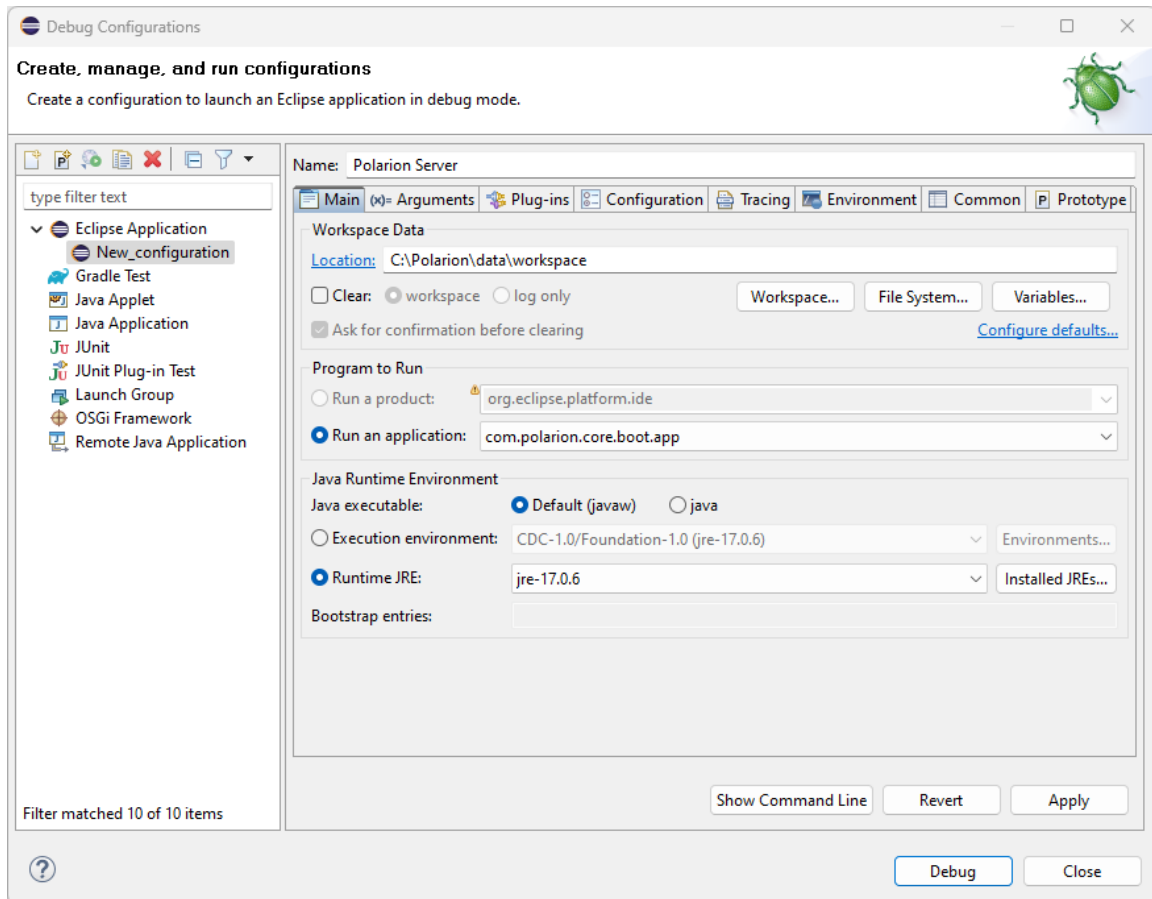 Debug Configurations
Create, manage, and run configurations
Create a configuration to launch an Eclipse application in debug mode.
type filter text
Eclipse Application
New_configuration
Gradle Test
Java Applet
Java Application
JUnit
JUnit Plug-in Test
Launch Group
OSGi Framework
Remote Java Application
Filter matched 10 of 10 items
Name: Polarion Server
Main (x)= Arguments Plug-ins Configuration Tracing Environment Common Prototype
Workspace Data
Location: C:\Polarion\data\workspace
Clear: workspace log only Workspace... File System... Variables...
Ask for confirmation before clearing Configure defaults...
Program to Run
Run a product: org.eclipse.platform.ide
Run an application: com.polarion.core.boot.app
Java Runtime Environment
Java executable: Default (javaw) java
Execution environment: CDC-1.0/Foundation-1.0 (jre-17.0.6) Environments...
Runtime JRE: jre-17.0.6 Installed JREs...
Bootstrap entries:
Show Command Line Revert Apply
Debug Close